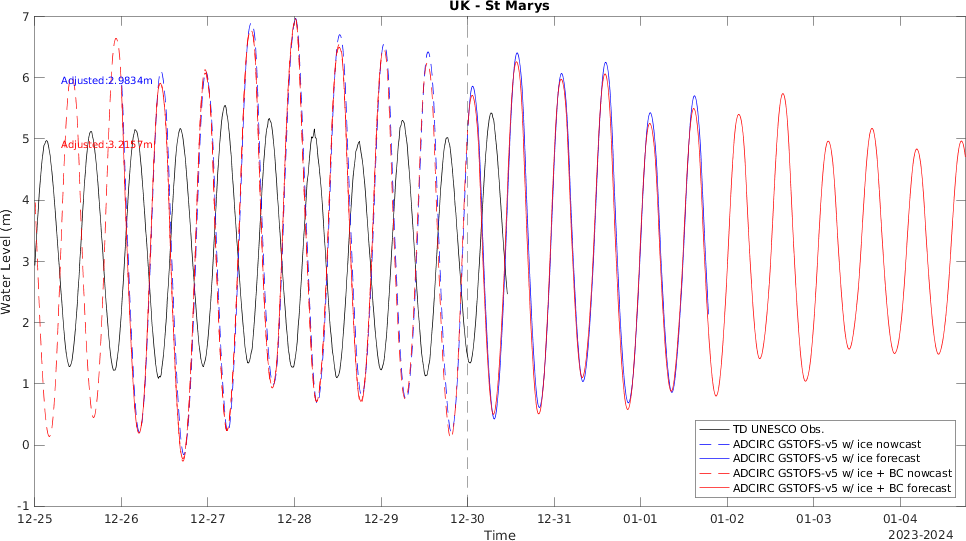 UK - St Marys
7
6
5
4
3
2
1
0
-1
Water Level (m)
Adjusted:2.9834m
Adjusted:3.2157m
TD UNESCO Obs.
ADCIRC GSTOFS-v5 w/ ice nowcast
ADCIRC GSTOFS-v5 w/ ice forecast
ADCIRC GSTOFS-v5 w/ ice + BC nowcast
ADCIRC GSTOFS-v5 w/ ice + BC forecast
12-25 12-26 12-27 12-28 12-29 12-30 12-31 01-01 01-02 01-03 01-04
Time
2023-2024